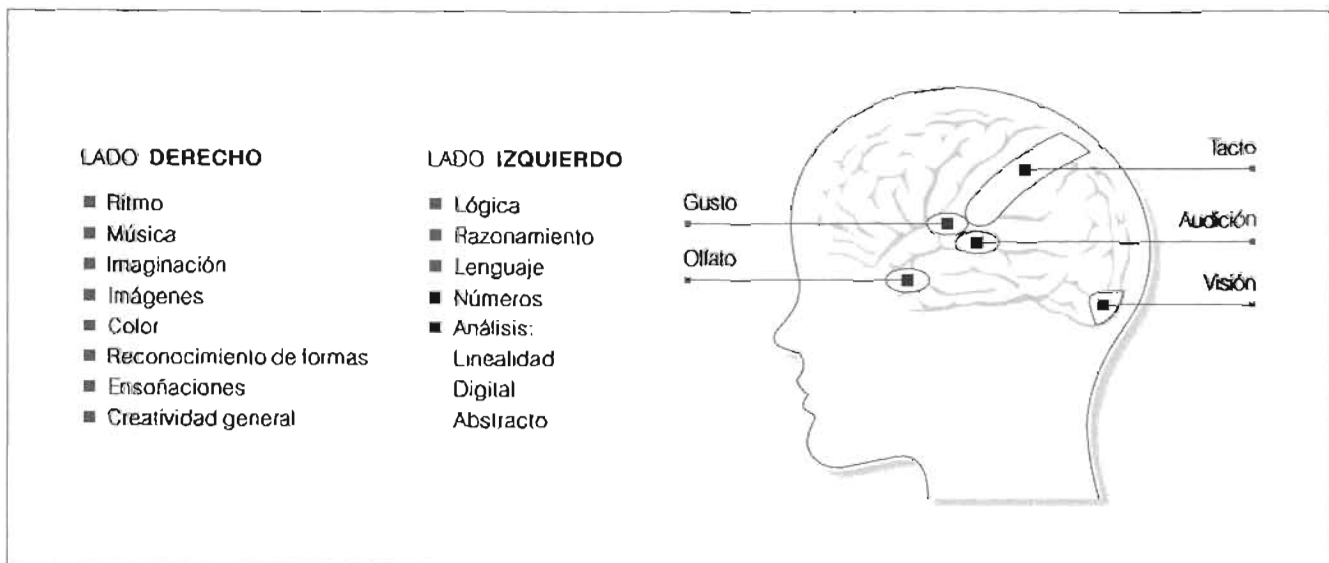 LADO DERECHO
Ritmo
Música
Imaginación
Imágenes
Color
Reconocimiento de formas
Ensoñaciones
Creatividad general
LADO IZQUIERDO
Lógica
Razonamiento
Lenguaje
Números
Análisis:
Linealidad
Digital
Abstracto
Gusto
Olfato
Tacto
Audición
Visión